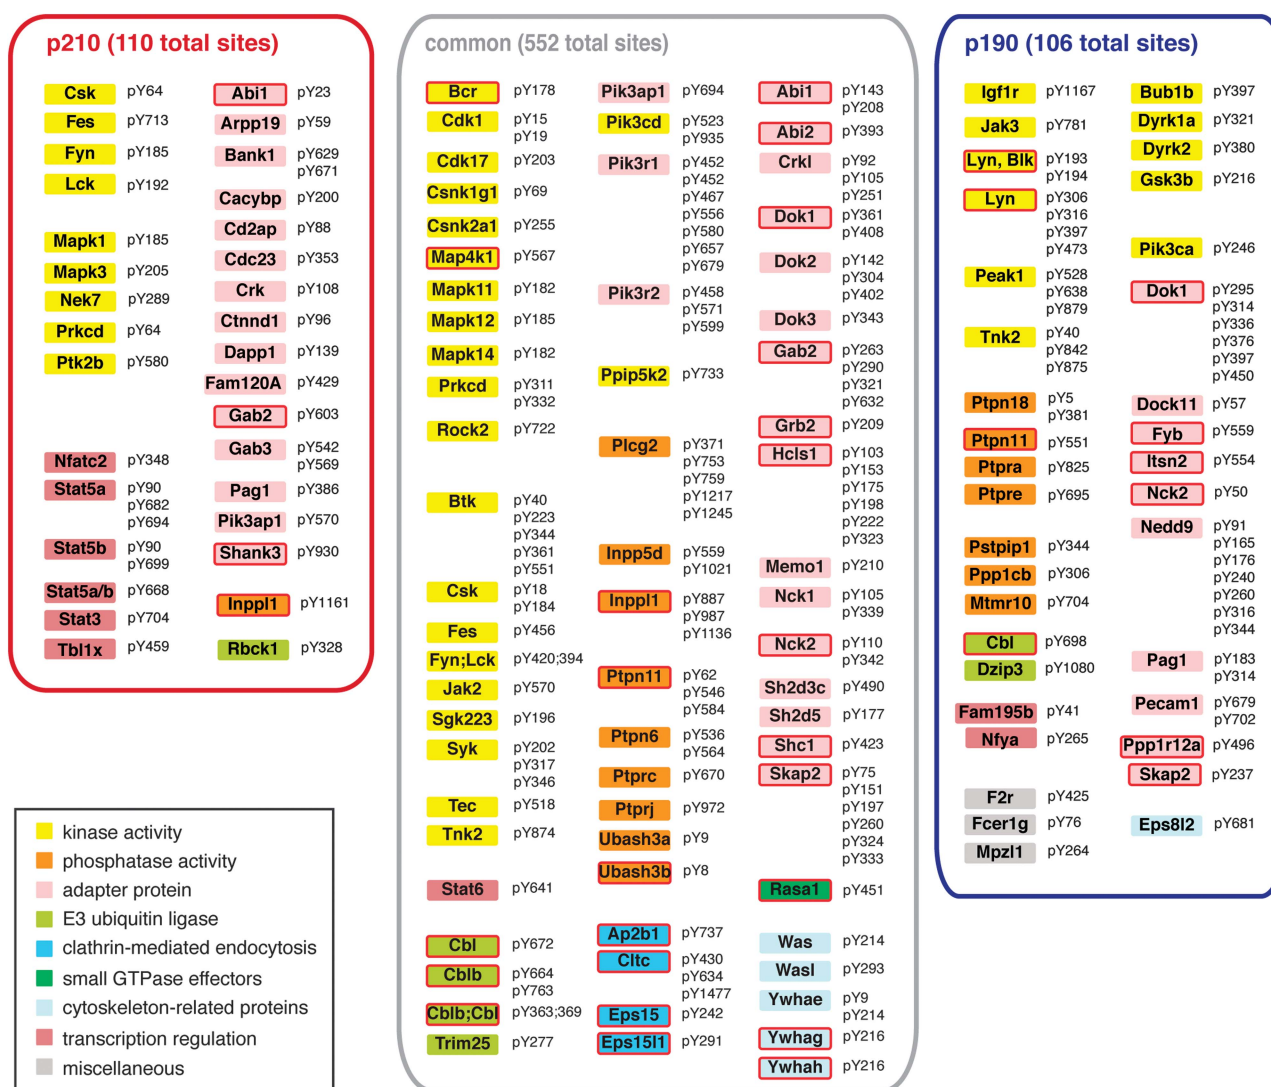 p210 (110 total sites)
Csk pY64
Fes pY713
Fyn pY185
Lck pY192
Mapk1 pY185
Mapk3 pY205
Nek7 pY289
Prkcd pY64
Ptk2b pY580
Nfatc2 pY348
Stat5a pY90
pY682
pY694
Stat5b pY90
pY699
Stat5a/b pY668
Stat3 pY704
Tbl1x pY459
Abi1 pY23
Arpp19 pY59
Bank1 pY629
pY671
Cacybp pY200
Cd2ap pY88
Cdc23 pY353
Crk pY108
Ctnnd1 pY96
Dapp1 pY139
Fam120A pY429
Gab2 pY603
Gab3 pY542
pY569
Pag1 pY386
Pik3ap1 pY570
Shank3 pY930
Inppl1 pY1161
Rbck1 pY328
common (552 total sites)
Bcr pY178
Cdk1 pY15
pY19
Cdk17 pY203
Csnk1g1 pY69
Csnk2a1 pY255
Map4k1 pY567
Mapk11 pY182
Mapk12 pY185
Mapk14 pY182
Prkcd pY311
pY332
Rock2 pY722
Btk pY40
pY223
pY344
pY361
pY551
Csk pY18
pY184
Fes pY456
Fyn;Lck pY420;394
Jak2 pY570
Sgk223 pY196
Syk pY202
pY317
pY346
Tec pY518
Tnk2 pY874
Stat6 pY641
Cbl pY672
Cblb pY664
pY763
Cblb;Cbl pY363;369
Trim25 pY277
Pik3ap1 pY694
Pik3cd pY523
pY935
Pik3r1 pY452
pY452
pY467
pY556
pY580
pY657
pY679
Pik3r2 pY458
pY571
pY599
Ppip5k2 pY733
Plcg2 pY371
pY753
pY759
pY1217
pY1245
Inpp5d pY559
pY1021
Inppl1 pY887
pY987
pY1136
Ptpn11 pY62
pY546
pY584
Ptpn6 pY536
pY564
Ptprc pY670
Ptprj pY972
Ubash3a pY9
Ubash3b pY8
Ap2b1 pY737
Cltc pY430
pY634
pY1477
Eps15 pY242
Eps15l1 pY291
Abi1 pY143
pY208
Abi2 pY393
Crkl pY92
pY105
pY251
Dok1 pY361
pY408
Dok2 pY142
pY304
pY402
Dok3 pY343
Gab2 pY263
pY290
pY321
pY632
Grb2 pY209
Hcls1 pY103
pY153
pY175
pY198
pY222
pY323
Memo1 pY210
Nck1 pY105
pY339
Nck2 pY110
pY342
Sh2d3c pY490
Sh2d5 pY177
Shc1 pY423
Skap2 pY75
pY151
pY197
pY260
pY324
pY333
Rasa1 pY451
Was pY214
Wasl pY293
Ywhae pY9
pY214
Ywhag pY216
Ywhah pY216
p190 (106 total sites)
Igf1r pY1167
Jak3 pY781
Lyn, Blk pY193
pY194
Lyn pY306
pY316
pY397
pY473
Peak1 pY528
pY638
pY879
Tnk2 pY40
pY842
pY875
Ptpn18 pY5
pY381
Ptpn11 pY551
Ptpra pY825
Ptpre pY695
Pstpip1 pY344
Ppp1cb pY306
Mtmr10 pY704
Cbl pY698
Dzip3 pY1080
Fam195b pY41
Nfya pY265
F2r pY425
Fcer1g pY76
Mpzl1 pY264
Bub1b pY397
Dyrk1a pY321
Dyrk2 pY380
Gsk3b pY216
Pik3ca pY246
Dok1 pY295
pY314
pY336
pY376
pY397
pY450
Dock11 pY57
Fyb pY559
Itsn2 pY554
Nck2 pY50
Nedd9 pY91
pY165
pY176
pY240
pY260
pY316
pY344
Pag1 pY183
pY314
Pecam1 pY679
pY702
Ppp1r12a pY496
Skap2 pY237
Eps8l2 pY681
kinase activity
phosphatase activity
adapter protein
E3 ubiquitin ligase
clathrin-mediated endocytosis
small GTPase effectors
cytoskeleton-related proteins
transcription regulation
miscellaneous